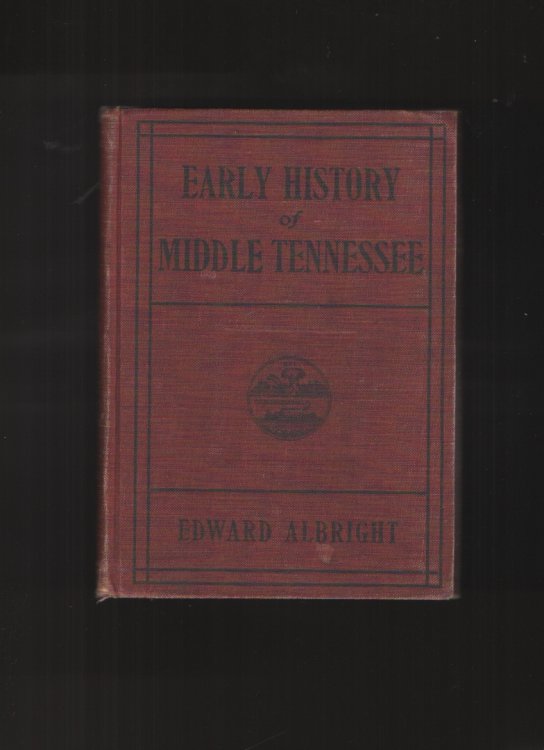 EARLY HISTORY
of
MIDDLE TENNESSEE
EDWARD ALBRIGHT